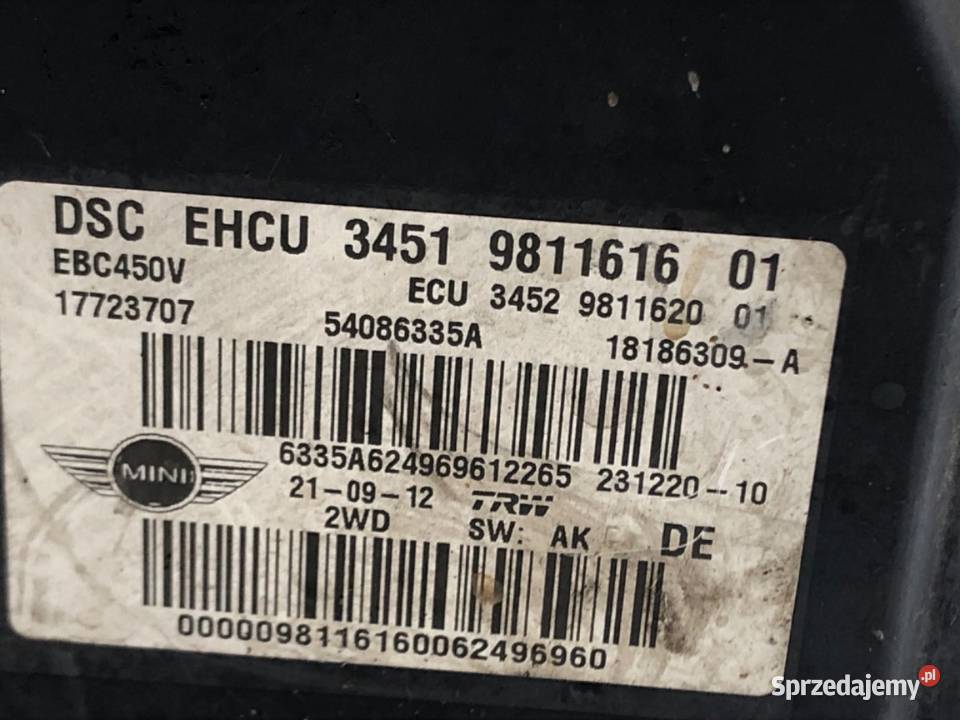 DSC EHCU 3451 9811616 01
EBC450V
ECU 3452 9811620 01
17723707
54086335A
18186309-A
6335A624969612265 231220-10
MINI
21-09-12
TRW
2WD
SW: AK
DE
0000098116160062496960
Sprzedajemy.pl